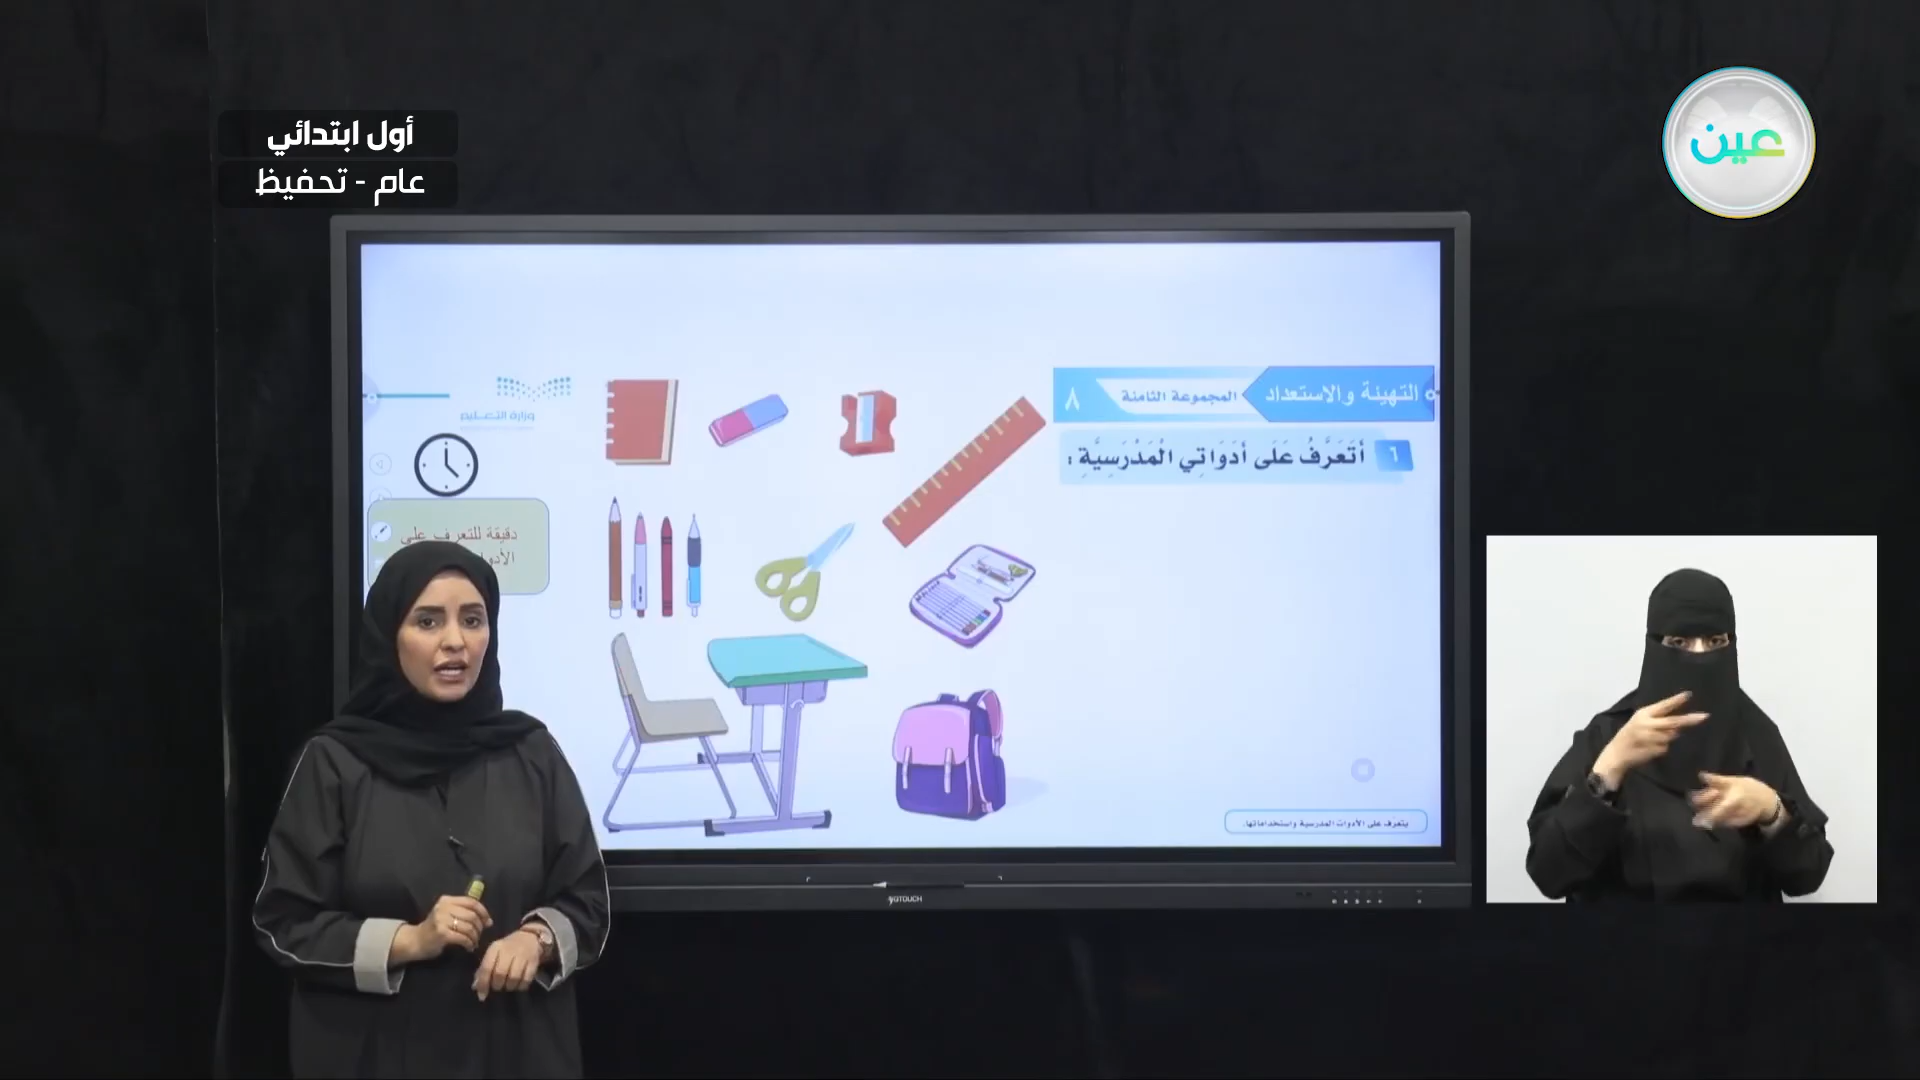 أول ابتدائي
عام - تحفيظ
عين
التهيئة والاستعداد
المجموعة الثامنة
٨
٦
أَتَعَرَّفُ عَلَى أَدَوَاتِي الْمَدْرَسِيَّةِ :
وزارة التعليم
دقيقة للتعرف على
يتعرف على الأدوات المدرسية واستخداماتها.